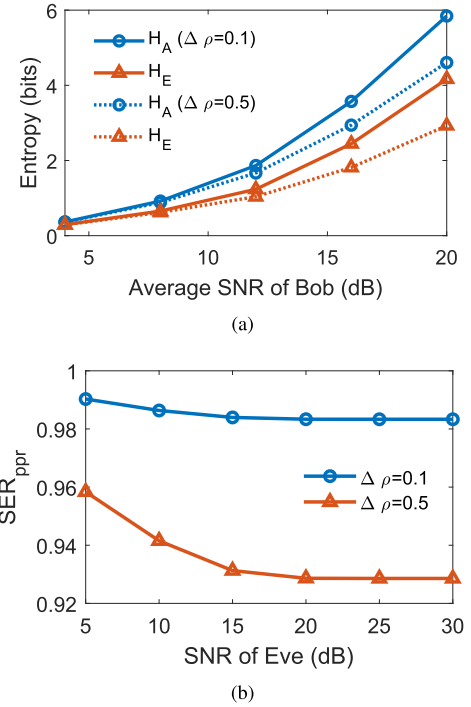 6
4
2
0
Entropy (bits)
H_A (Δ ρ=0.1)
H_E
H_A (Δ ρ=0.5)
H_E
5 10 15 20
Average SNR of Bob (dB)
(a)
1
0.98
0.96
0.94
0.92
SER_ppr
Δ ρ=0.1
Δ ρ=0.5
5 10 15 20 25 30
SNR of Eve (dB)
(b)